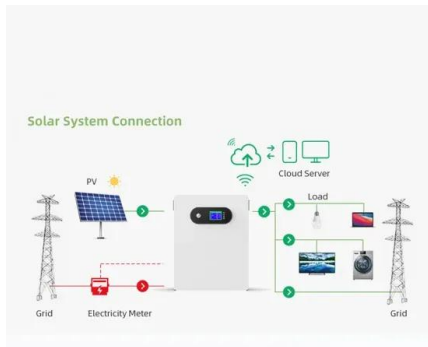 Solar System Connection
Cloud Server
PV
Load
Grid
Electricity Meter
Grid